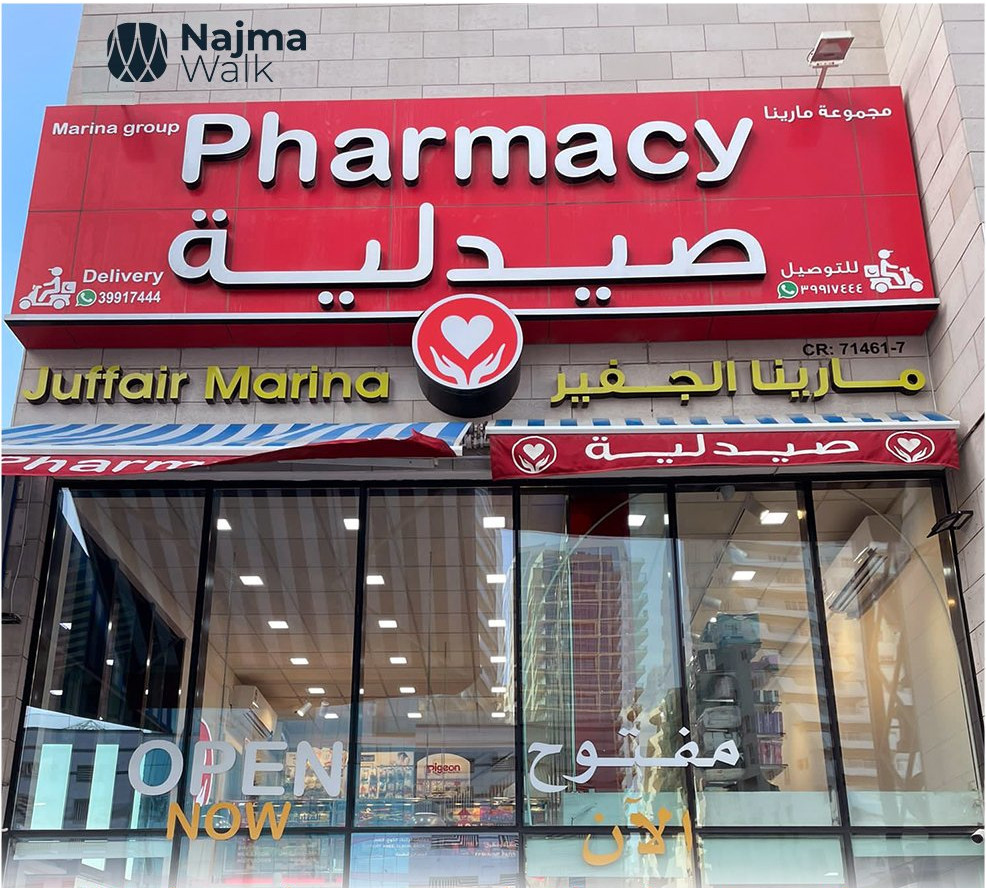 Najma
Walk
Marina group
Pharmacy
مجموعة مارينا
صيدلية
Delivery
39917444
للتوصيل
٣٩٩١٧٤٤٤
CR: 71461-7
Juffair Marina
مارينا الجفير
Pharm
صيدلية
OPEN
NOW
pigeon
مفتوح
الآن